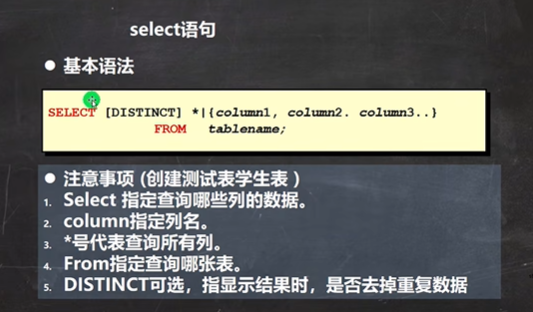 select语句
● 基本语法
SELECT [DISTINCT] *|{column1, column2. column3..}
FROM tablename;
● 注意事项 (创建测试表学生表 )
1. Select 指定查询哪些列的数据。
2. column指定列名。
3. *号代表查询所有列。
4. From指定查询哪张表。
5. DISTINCT可选，指显示结果时，是否去掉重复数据